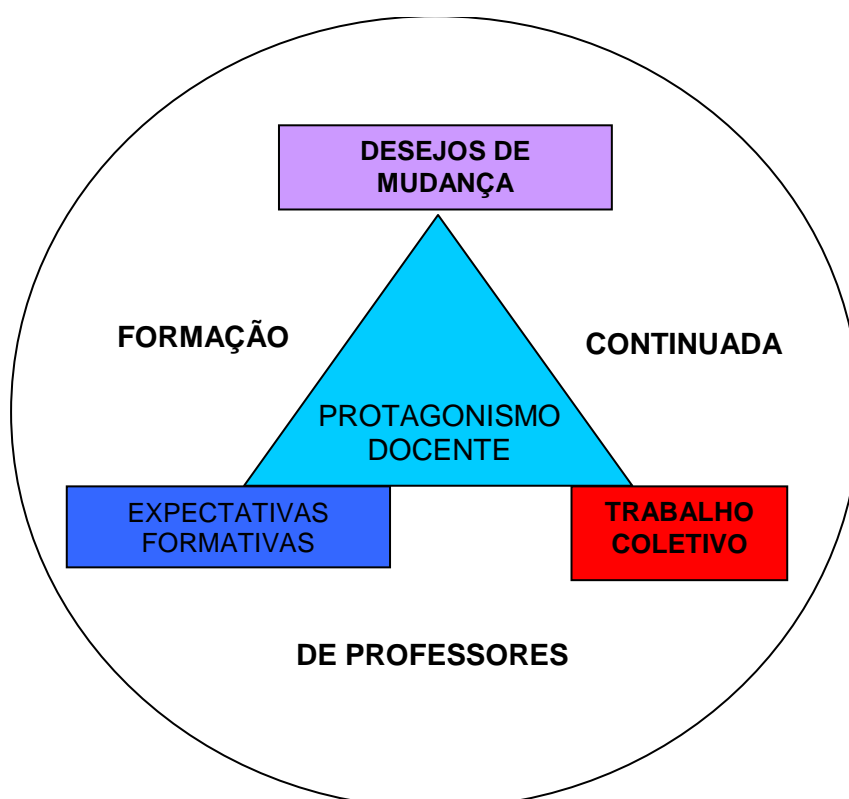 DESEJOS DE
MUDANÇA
FORMAÇÃO
CONTINUADA
PROTAGONISMO
DOCENTE
EXPECTATIVAS
FORMATIVAS
TRABALHO
COLETIVO
DE PROFESSORES